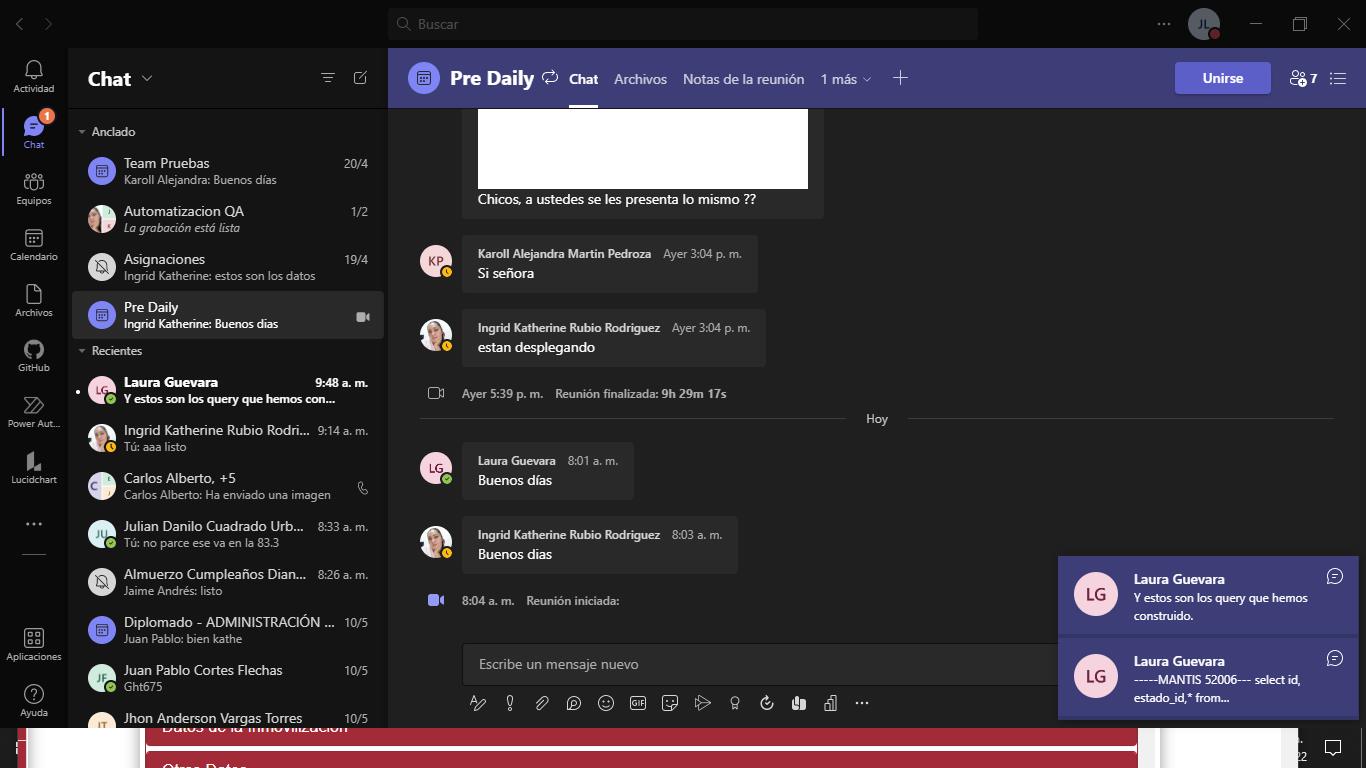 Buscar
JL
Actividad
1
Chat
Equipos
Calendario
Archivos
GitHub
Power Aut...
Lucidchart
Aplicaciones
Ayuda
Chat
Anclado
Team Pruebas 20/4
Karoll Alejandra: Buenos días
Automatizacion QA 1/2
La grabación está lista
Asignaciones 19/4
Ingrid Katherine: estos son los datos
Pre Daily
Ingrid Katherine: Buenos dias
Recientes
LG Laura Guevara 9:48 a. m.
Y estos son los query que hemos con...
Ingrid Katherine Rubio Rodri... 9:14 a. m.
Tú: aaa listo
C Carlos Alberto, +5
Carlos Alberto: Ha enviado una imagen
JU Julian Danilo Cuadrado Urb... 8:33 a. m.
Tú: no parce ese va en la 83.3
Almuerzo Cumpleaños Dian... 8:26 a. m.
Jaime Andrés: listo
Diplomado - ADMINISTRACIÓN ... 10/5
Juan Pablo: bien kathe
JF Juan Pablo Cortes Flechas 10/5
Ght675
JT Jhon Anderson Vargas Torres 10/5
Pre Daily
Chat
Archivos
Notas de la reunión
1 más
Unirse
7
Chicos, a ustedes se les presenta lo mismo ??
KP Karoll Alejandra Martin Pedroza Ayer 3:04 p. m.
Si señora
Ingrid Katherine Rubio Rodriguez Ayer 3:04 p. m.
estan desplegando
Ayer 5:39 p. m. Reunión finalizada: 9h 29m 17s
Hoy
LG Laura Guevara 8:01 a. m.
Buenos días
Ingrid Katherine Rubio Rodriguez 8:03 a. m.
Buenos dias
8:04 a. m. Reunión iniciada:
Escribe un mensaje nuevo
GIF
LG Laura Guevara
Y estos son los query que hemos
construido.
LG Laura Guevara
-----MANTIS 52006--- select id,
estado_id,* from...
Datos de la Inmovilización
Otros Datos
22